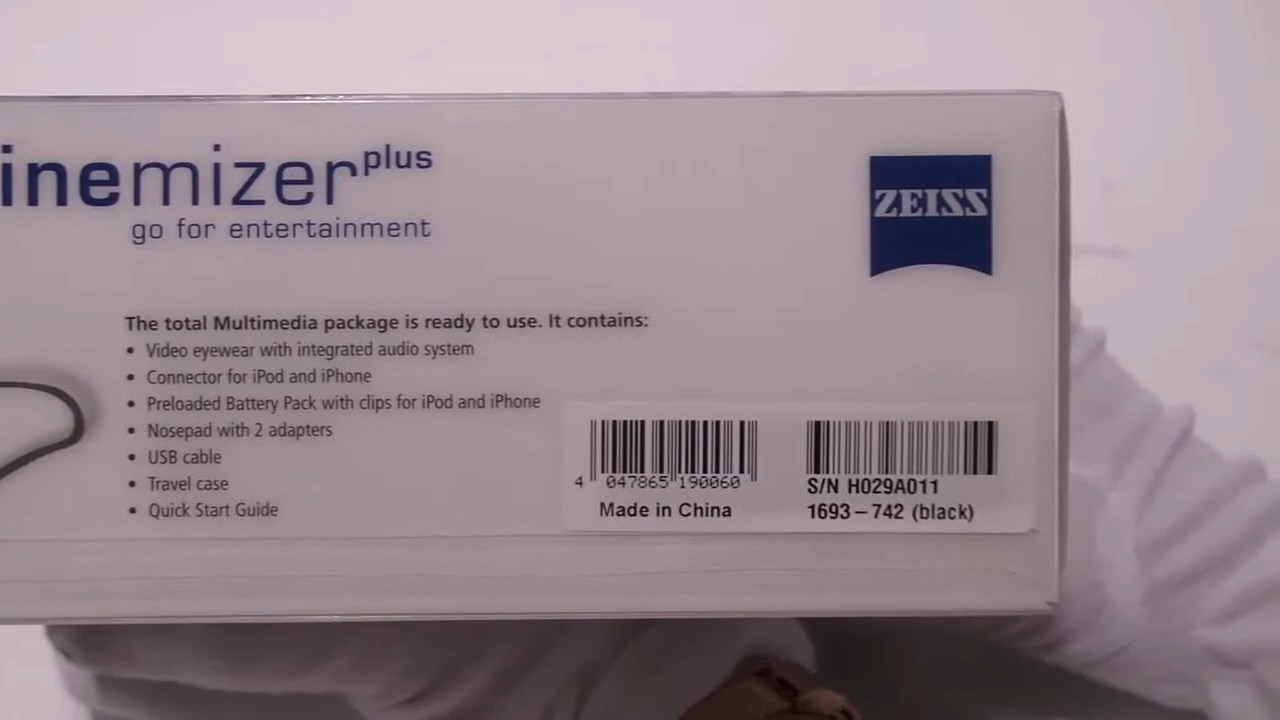 inemizer plus
go for entertainment
ZEISS
The total Multimedia package is ready to use. It contains:
• Video eyewear with integrated audio system
• Connector for iPod and iPhone
• Preloaded Battery Pack with clips for iPod and iPhone
• Nosepad with 2 adapters
• USB cable
• Travel case
• Quick Start Guide
4 047865 190060
Made in China
S/N H029A011
1693-742 (black)